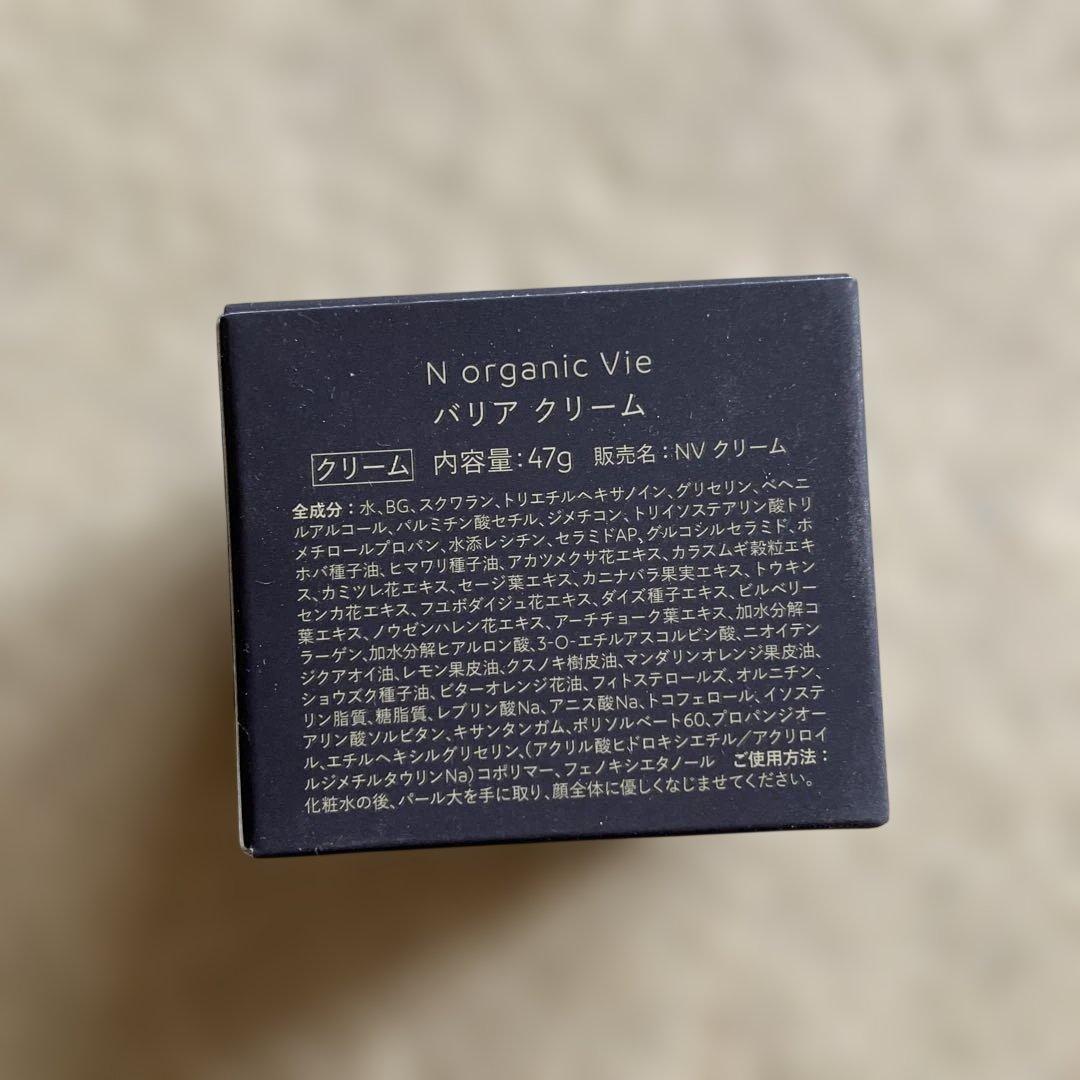 N organic Vie
バリア クリーム
クリーム 内容量:47g 販売名:NV クリーム
全成分:水、BG、スクワラン、トリエチルヘキサノイン、グリセリン、ベヘニ
ルアルコール、パルミチン酸セチル、ジメチコン、トリイソステアリン酸トリ
メチロールプロパン、水添レシチン、セラミドAP、グルコシルセラミド、ホ
ホバ種子油、ヒマワリ種子油、アカツメクサ花エキス、カラスムギ穀粒エキ
ス、カミツレ花エキス、セージ葉エキス、カニナバラ果実エキス、トウキン
センカ花エキス、フユボダイジュ花エキス、ダイズ種子エキス、ビルベリー
葉エキス、ノウゼンハレン花エキス、アーチチョーク葉エキス、加水分解コ
ラーゲン、加水分解ヒアルロン酸、3-O-エチルアスコルビン酸、ニオイテン
ジクアオイ油、レモン果皮油、クスノキ樹皮油、マンダリンオレンジ果皮油、
ショウズク種子油、ビターオレンジ花油、フィトステロールズ、オルニチン、
リン脂質、糖脂質、レブリン酸Na、アニス酸Na、トコフェロール、イソステ
アリン酸ソルビタン、キサンタンガム、ポリソルベート60、プロパンジオー
ル、エチルヘキシルグリセリン、(アクリル酸ヒドロキシエチル／アクリロイ
ルジメチルタウリンNa)コポリマー、フェノキシエタノール ご使用方法:
化粧水の後、パール大を手に取り、顔全体に優しくなじませてください。